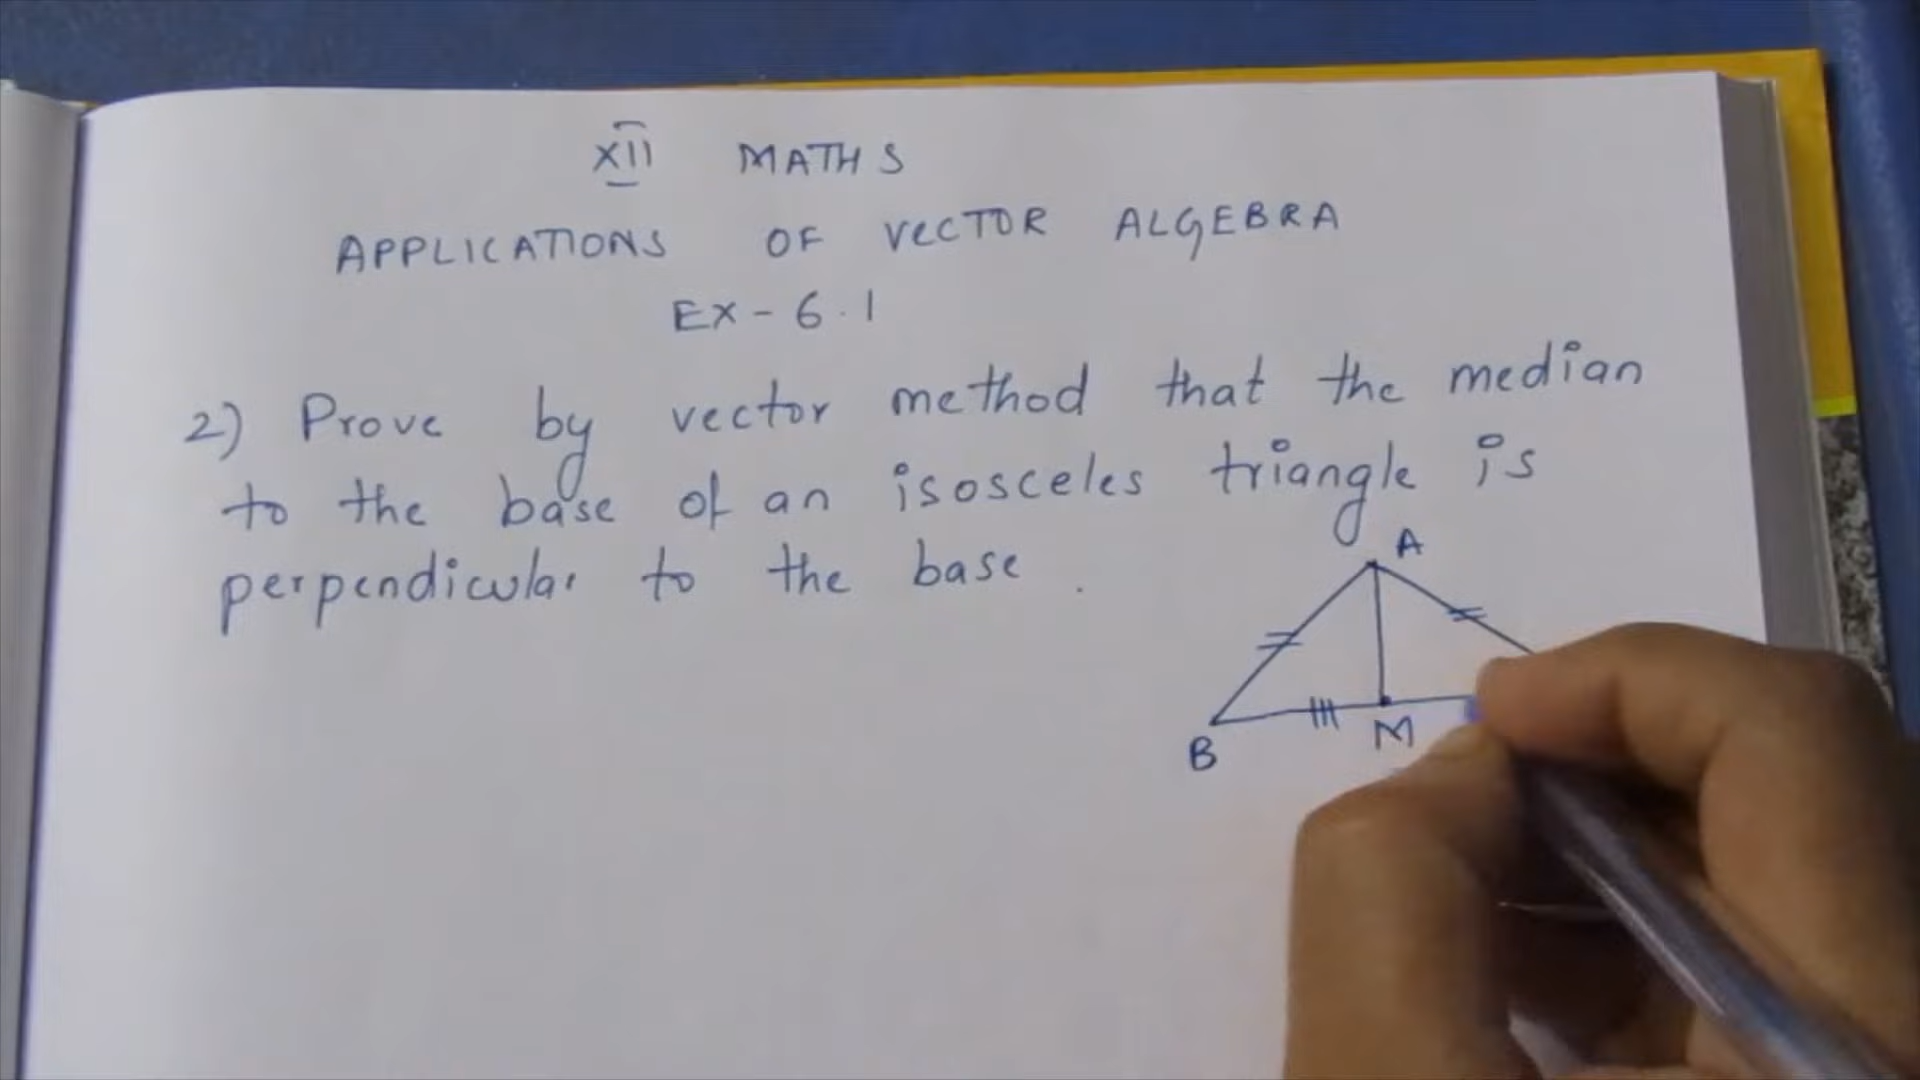 XII MATHS
APPLICATIONS OF VECTOR ALGEBRA
EX - 6.1
2) Prove by vector method that the median
to the base of an isosceles triangle is
perpendicular to the base.
A
B M